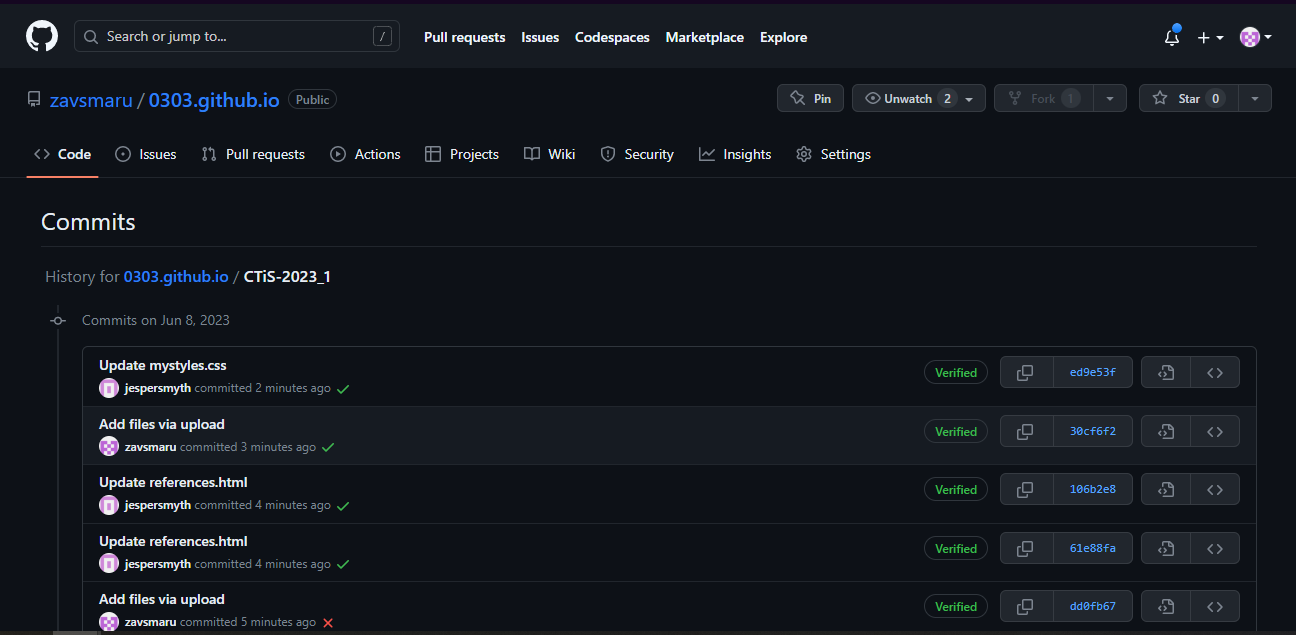 Search or jump to... / Pull requests Issues Codespaces Marketplace Explore
zavsmaru / 0303.github.io Public Pin Unwatch 2 Fork 1 Star 0
Code Issues Pull requests Actions Projects Wiki Security Insights Settings
Commits
History for 0303.github.io / CTiS-2023_1
Commits on Jun 8, 2023
Update mystyles.css
jespersmyth committed 2 minutes ago
Verified ed9e53f
Add files via upload
zavsmaru committed 3 minutes ago
Verified 30cf6f2
Update references.html
jespersmyth committed 4 minutes ago
Verified 106b2e8
Update references.html
jespersmyth committed 4 minutes ago
Verified 61e88fa
Add files via upload
zavsmaru committed 5 minutes ago
Verified dd0fb67